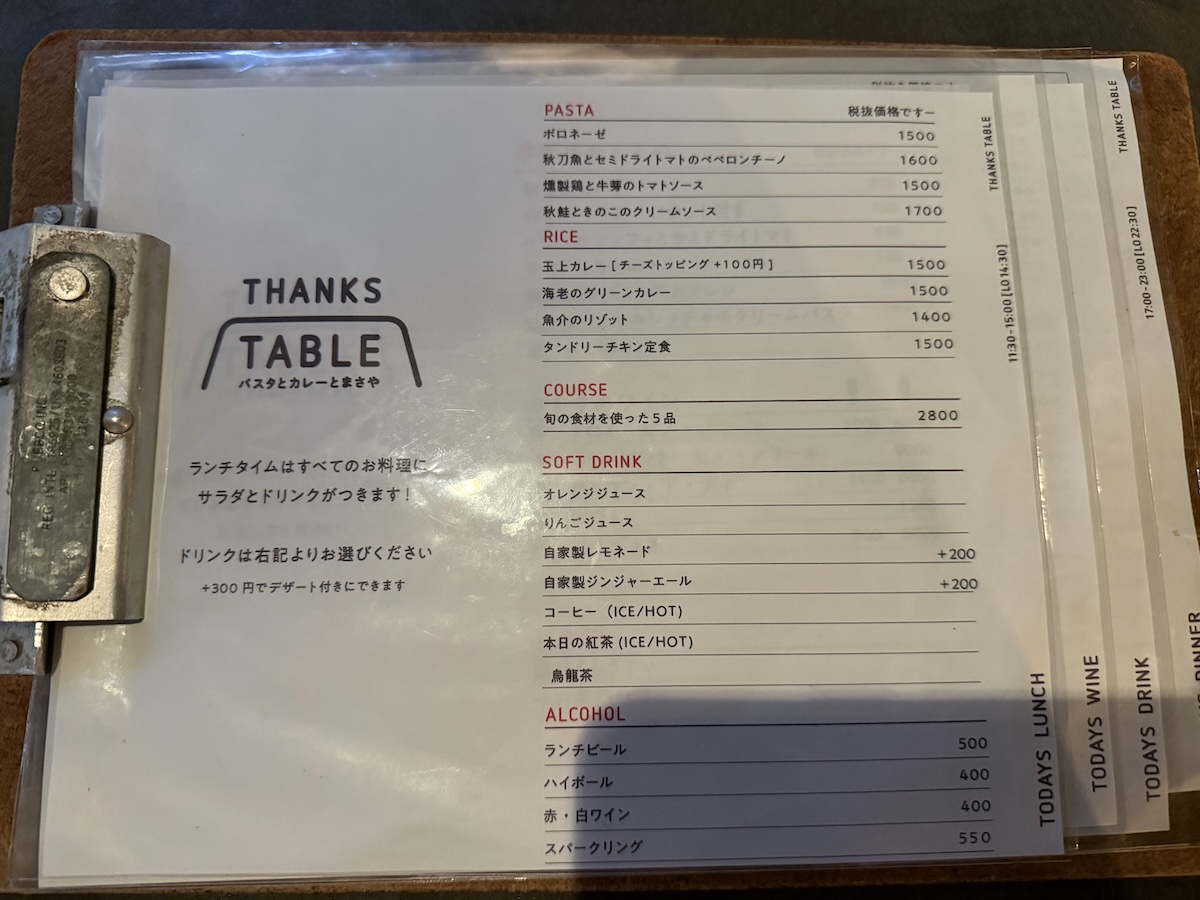 THANKS
TABLE
パスタとカレーとまさや
ランチタイムはすべてのお料理に
サラダとドリンクがつきます！
ドリンクは右記よりお選びください
+300 円でデザート付きにできます
PASTA 税抜価格ですー
ボロネーゼ 1500
秋刀魚とセミドライトマトのペペロンチーノ 1600
燻製鶏と牛蒡のトマトソース 1500
秋鮭ときのこのクリームソース 1700
RICE
玉上カレー [ チーズトッピング +100円 ] 1500
海老のグリーンカレー 1500
魚介のリゾット 1400
タンドリーチキン定食 1500
COURSE
旬の食材を使った５品 2800
SOFT DRINK
オレンジジュース
りんごジュース
自家製レモネード +200
自家製ジンジャーエール +200
コーヒー（ICE/HOT)
本日の紅茶 (ICE/HOT)
烏龍茶
ALCOHOL
ランチビール 500
ハイボール 400
赤・白ワイン 400
スパークリング 550
THANKS TABLE
11:30-15:00 [LO 14:30]
TODAYS LUNCH
TODAYS WINE
THANKS TABLE
17:00-23:00 [LO 22:30]
TODAYS DRINK
DINNER